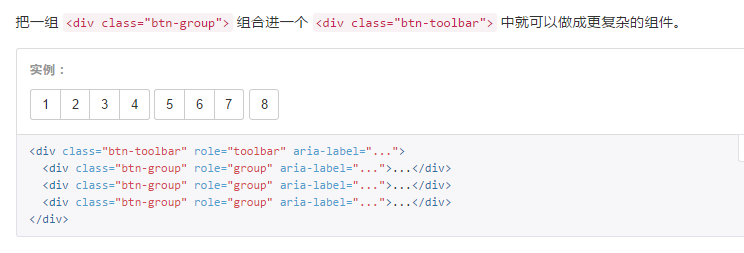 把一组 <div class="btn-group"> 组合进一个 <div class="btn-toolbar"> 中就可以做成更复杂的组件。
实例：
1 2 3 4 5 6 7 8
<div class="btn-toolbar" role="toolbar" aria-label="...">
  <div class="btn-group" role="group" aria-label="...">...</div>
  <div class="btn-group" role="group" aria-label="...">...</div>
  <div class="btn-group" role="group" aria-label="...">...</div>
</div>